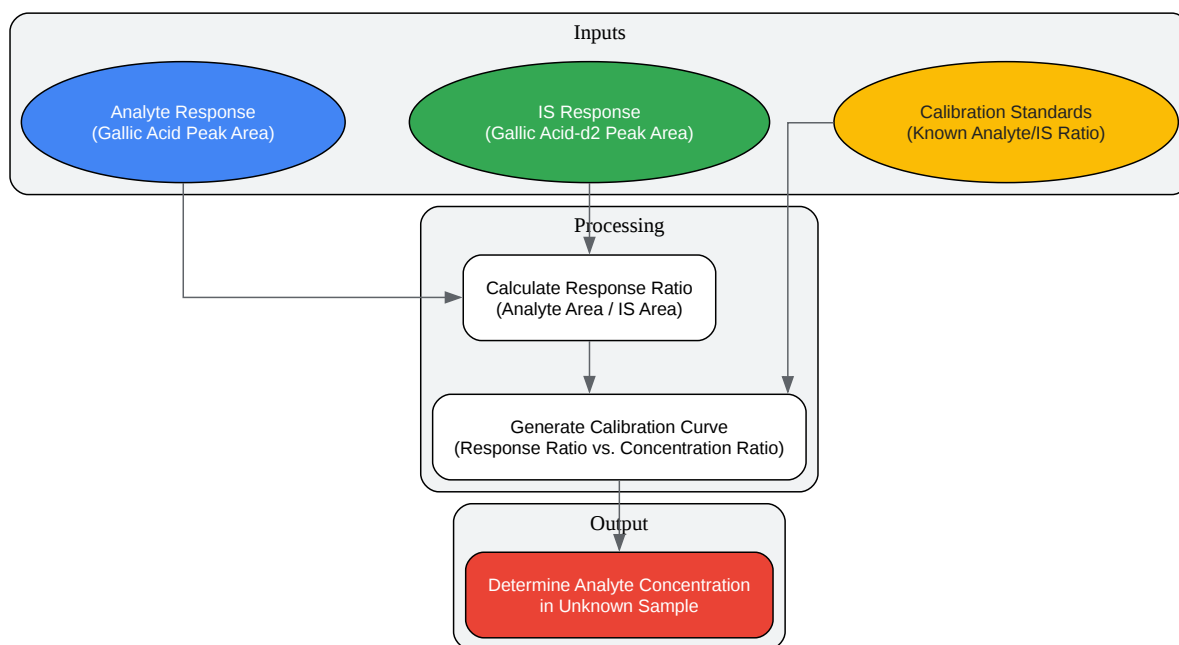 Inputs
Analyte Response
(Gallic Acid Peak Area)
IS Response
(Gallic Acid-d2 Peak Area)
Calibration Standards
(Known Analyte/IS Ratio)
Processing
Calculate Response Ratio
(Analyte Area / IS Area)
Generate Calibration Curve
(Response Ratio vs. Concentration Ratio)
Output
Determine Analyte Concentration
in Unknown Sample